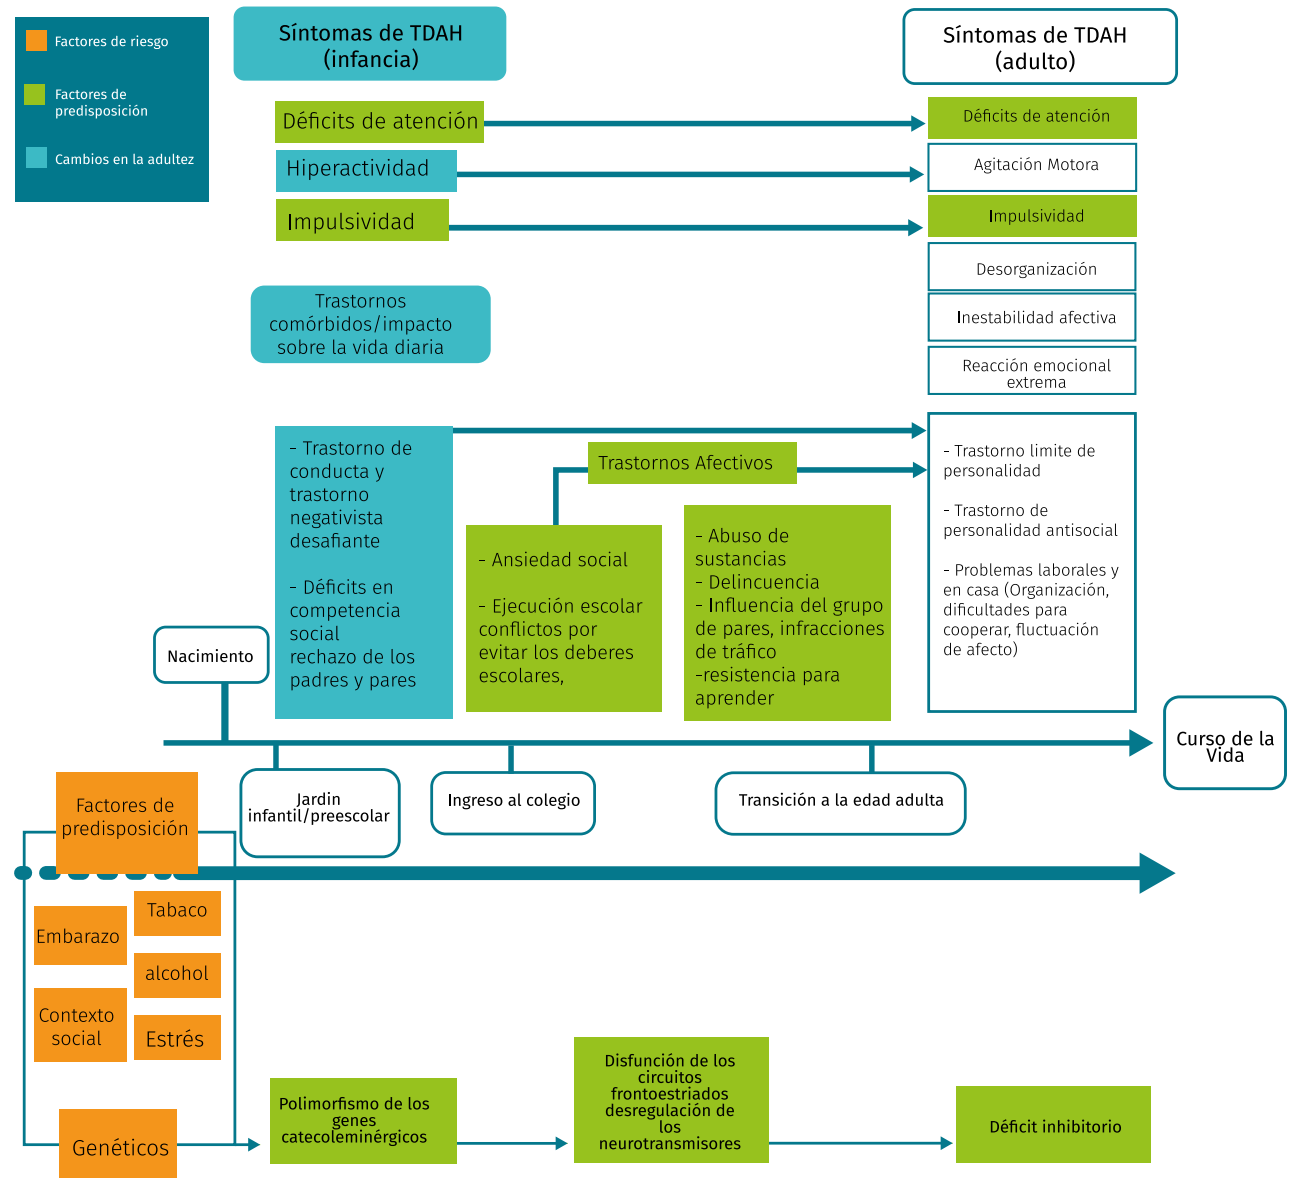 Factores de riesgo
Factores de
predisposición
Cambios en la adultez
Síntomas de TDAH
(infancia)
Síntomas de TDAH
(adulto)
Déficits de atención
Hiperactividad
Impulsividad
Déficits de atención
Agitación Motora
Impulsividad
Desorganización
Inestabilidad afectiva
Reacción emocional
extrema
Trastornos
comórbidos/impacto
sobre la vida diaria
- Trastorno de
conducta y
trastorno
negativista
desafiante
- Déficits en
competencia
social
rechazo de los
padres y pares
Trastornos Afectivos
- Ansiedad social
- Ejecución escolar
conflictos por
evitar los deberes
escolares,
- Abuso de
sustancias
- Delincuencia
- Influencia del grupo
de pares, infracciones
de tráfico
-resistencia para
aprender
- Trastorno limite de
personalidad
- Trastorno de
personalidad antisocial
- Problemas laborales y
en casa (Organización,
dificultades para
cooperar, fluctuación
de afecto)
Nacimiento
Curso de la
Vida
Jardin
infantil/preescolar
Ingreso al colegio
Transición a la edad adulta
Factores de
predisposición
Embarazo
Tabaco
alcohol
Contexto
social
Estrés
Genéticos
Polimorfismo de los
genes
catecoleminérgicos
Disfunción de los
circuitos
frontoestriados
desregulación de
los
neurotransmisores
Déficit inhibitorio